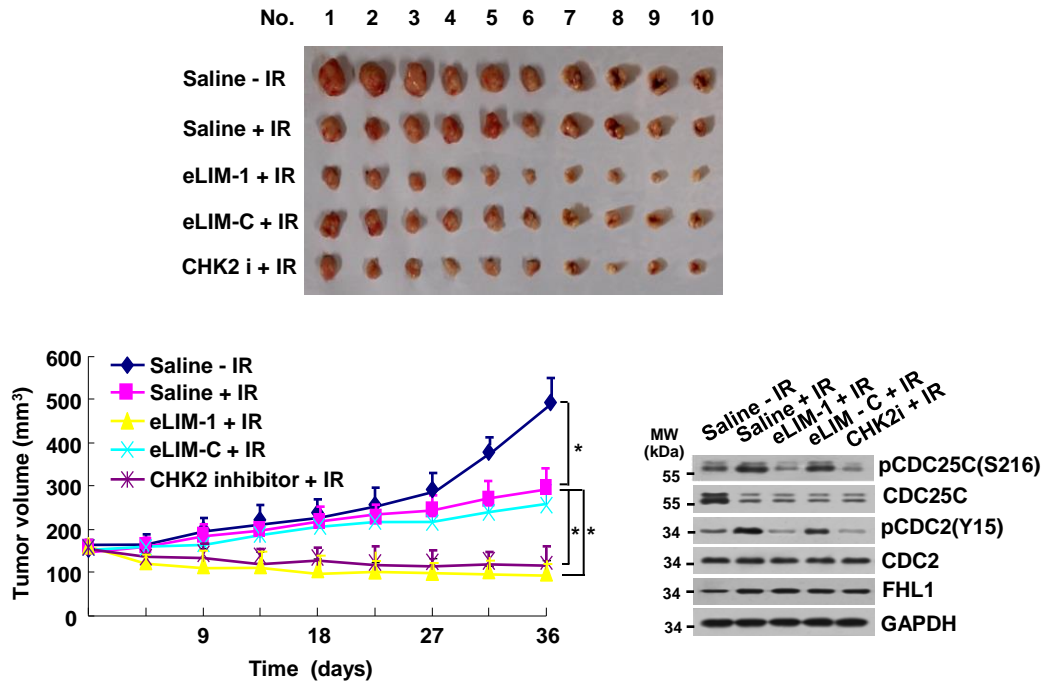 No. 1 2 3 4 5 6 7 8 9 10
Saline - IR
Saline + IR
eLIM-1 + IR
eLIM-C + IR
CHK2 i + IR
Tumor volume (mm³)
600
500
400
300
200
100
0
Saline - IR
Saline + IR
eLIM-1 + IR
eLIM-C + IR
CHK2 inhibitor + IR
*
* *
9 18 27 36
Time (days)
MW
(kDa)
Saline - IR
Saline + IR
eLIM-1 + IR
eLIM - C + IR
CHK2i + IR
55 pCDC25C(S216)
55 CDC25C
34 pCDC2(Y15)
34 CDC2
34 FHL1
34 GAPDH